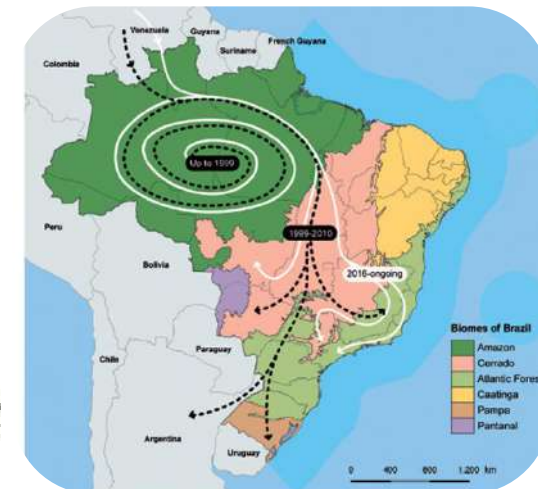 Venezuela
Guyana
Suriname
French Guyana
Colombia
Up to 1999
Peru
1999-2010
Bolivia
2016-ongoing
Biomes of Brazil
Amazon
Cerrado
Atlantic Fores
Caatinga
Pampa
Pantanal
Paraguay
Chile
Argentina
Uruguay
0 400 800 1.200 km